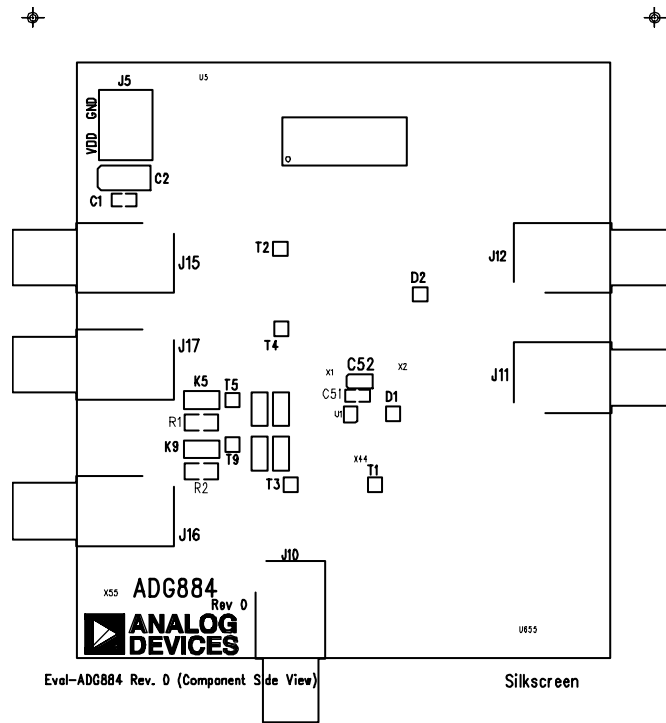 J5
U5
VDD GND
C2
C1
T2
J15
J12
D2
T4
J17
X1
C52
X2
J11
K5
T5
C51
D1
R1
U1
K9
T9
X44
T1
R2
T3
J16
J10
X55
ADG884
Rev 0
ANALOG
DEVICES
U655
Eval-ADG884 Rev. 0 (Component Side View)
Silkscreen